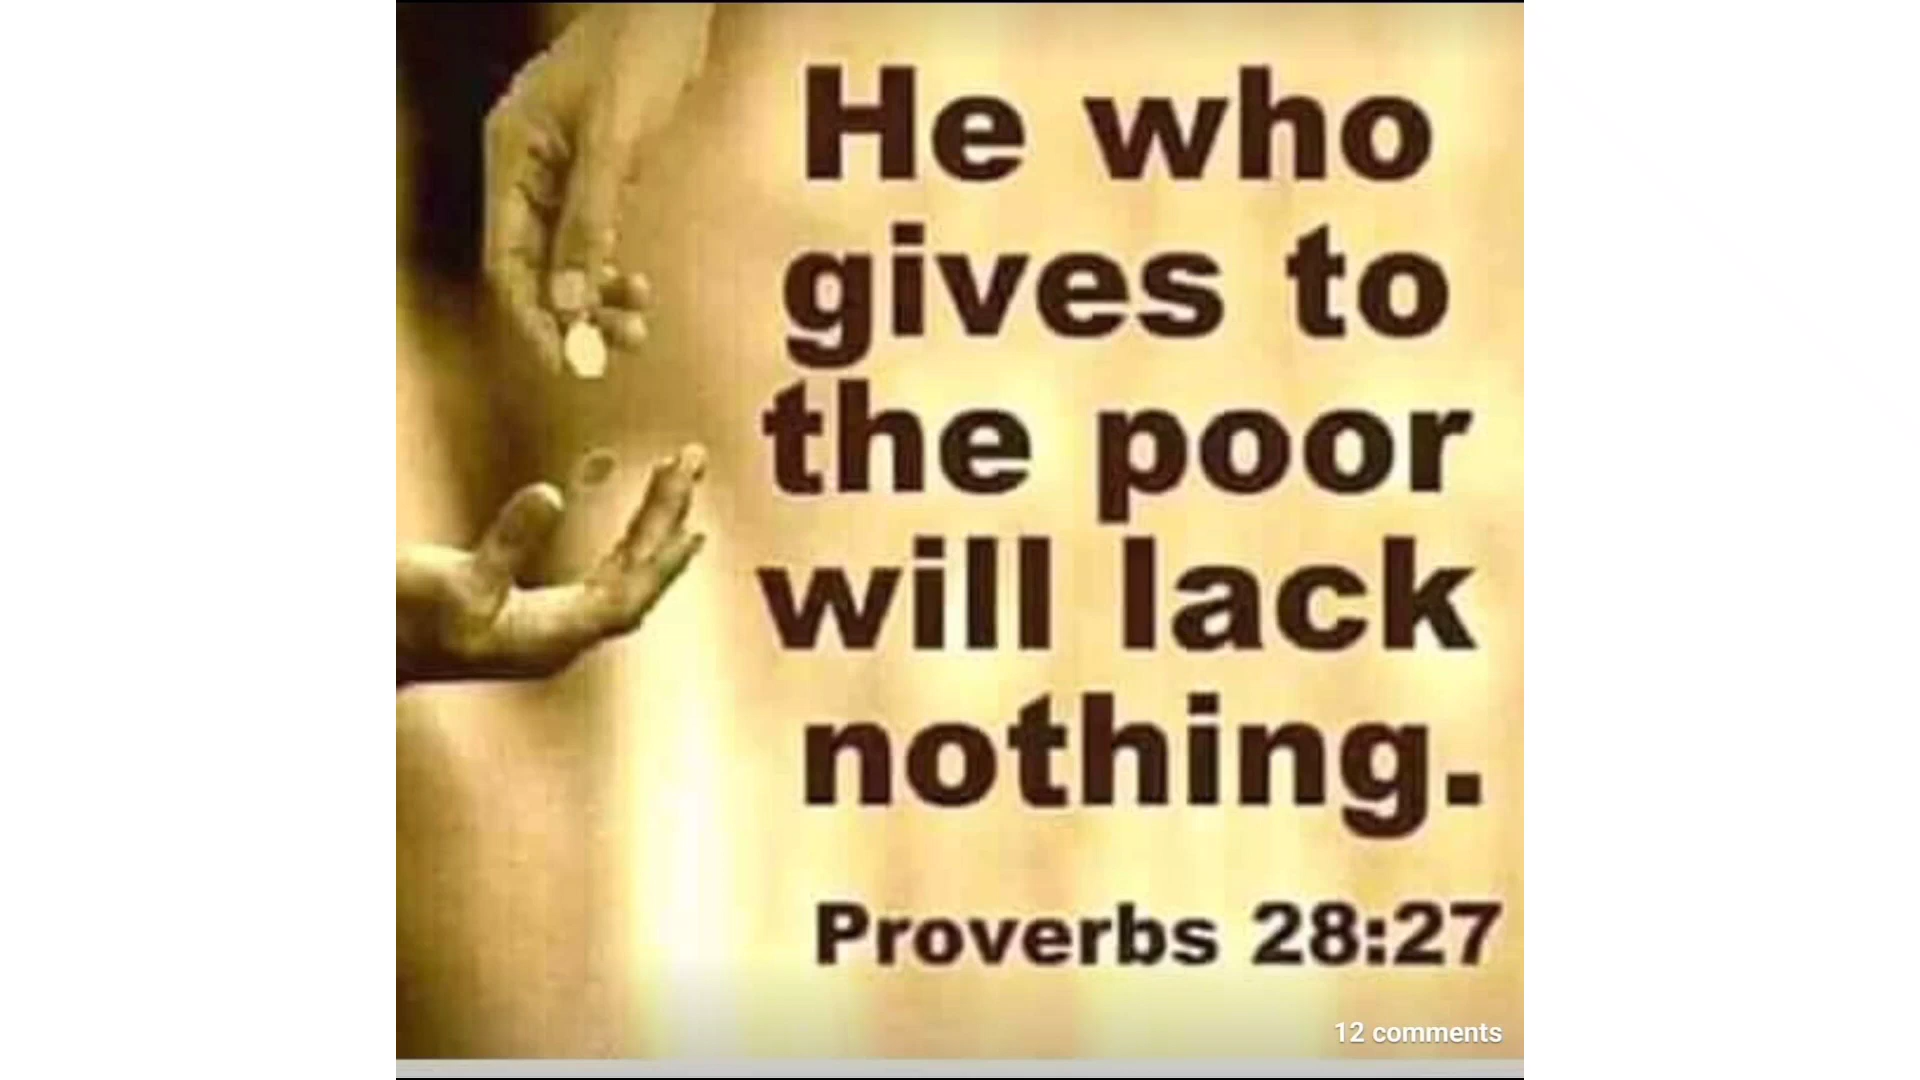 He who
gives to
the poor
will lack
nothing.
Proverbs 28:27
12 comments